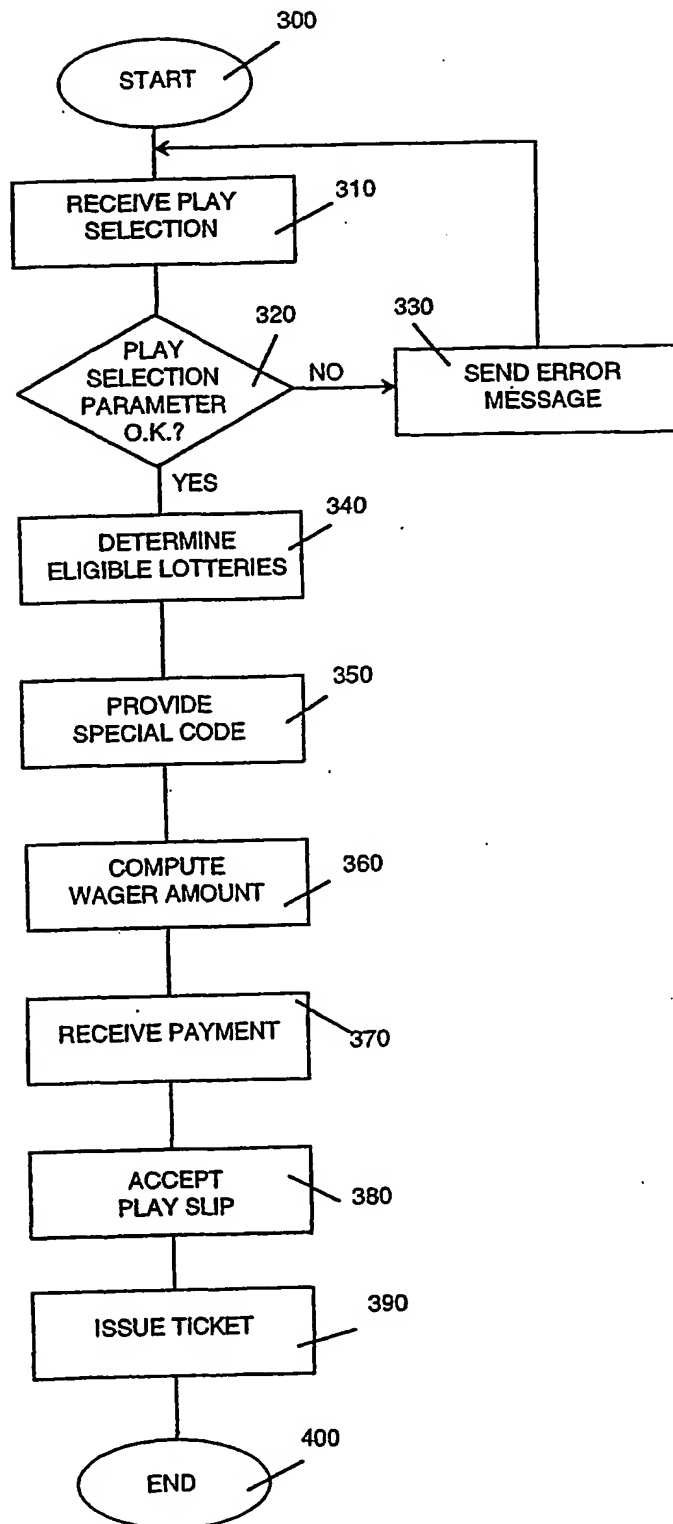 300
START
RECEIVE PLAY
SELECTION
310
320
PLAY
SELECTION
PARAMETER
O.K.?
NO
330
SEND ERROR
MESSAGE
YES
340
DETERMINE
ELIGIBLE LOTTERIES
350
PROVIDE
SPECIAL CODE
COMPUTE
WAGER AMOUNT
360
RECEIVE PAYMENT
370
ACCEPT
PLAY SLIP
380
390
ISSUE TICKET
400
END